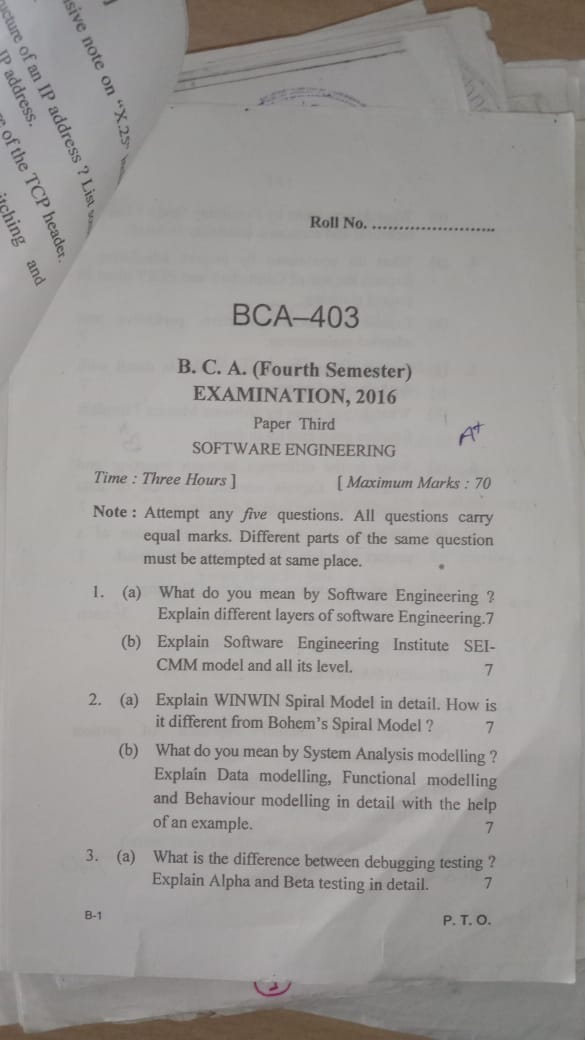 sive note on "X.25"
ucture of an IP address ? List
IP address.
of the TCP header.
itching and
Roll No. ..........................
BCA–403
B. C. A. (Fourth Semester)
EXAMINATION, 2016
Paper Third
A+
SOFTWARE ENGINEERING
Time : Three Hours ] [ Maximum Marks : 70
Note : Attempt any five questions. All questions carry
equal marks. Different parts of the same question
must be attempted at same place.
1. (a) What do you mean by Software Engineering ?
Explain different layers of software Engineering.7
(b) Explain Software Engineering Institute SEI-
CMM model and all its level. 7
2. (a) Explain WINWIN Spiral Model in detail. How is
it different from Bohem's Spiral Model ? 7
(b) What do you mean by System Analysis modelling ?
Explain Data modelling, Functional modelling
and Behaviour modelling in detail with the help
of an example. 7
3. (a) What is the difference between debugging testing ?
Explain Alpha and Beta testing in detail. 7
B-1 P. T. O.